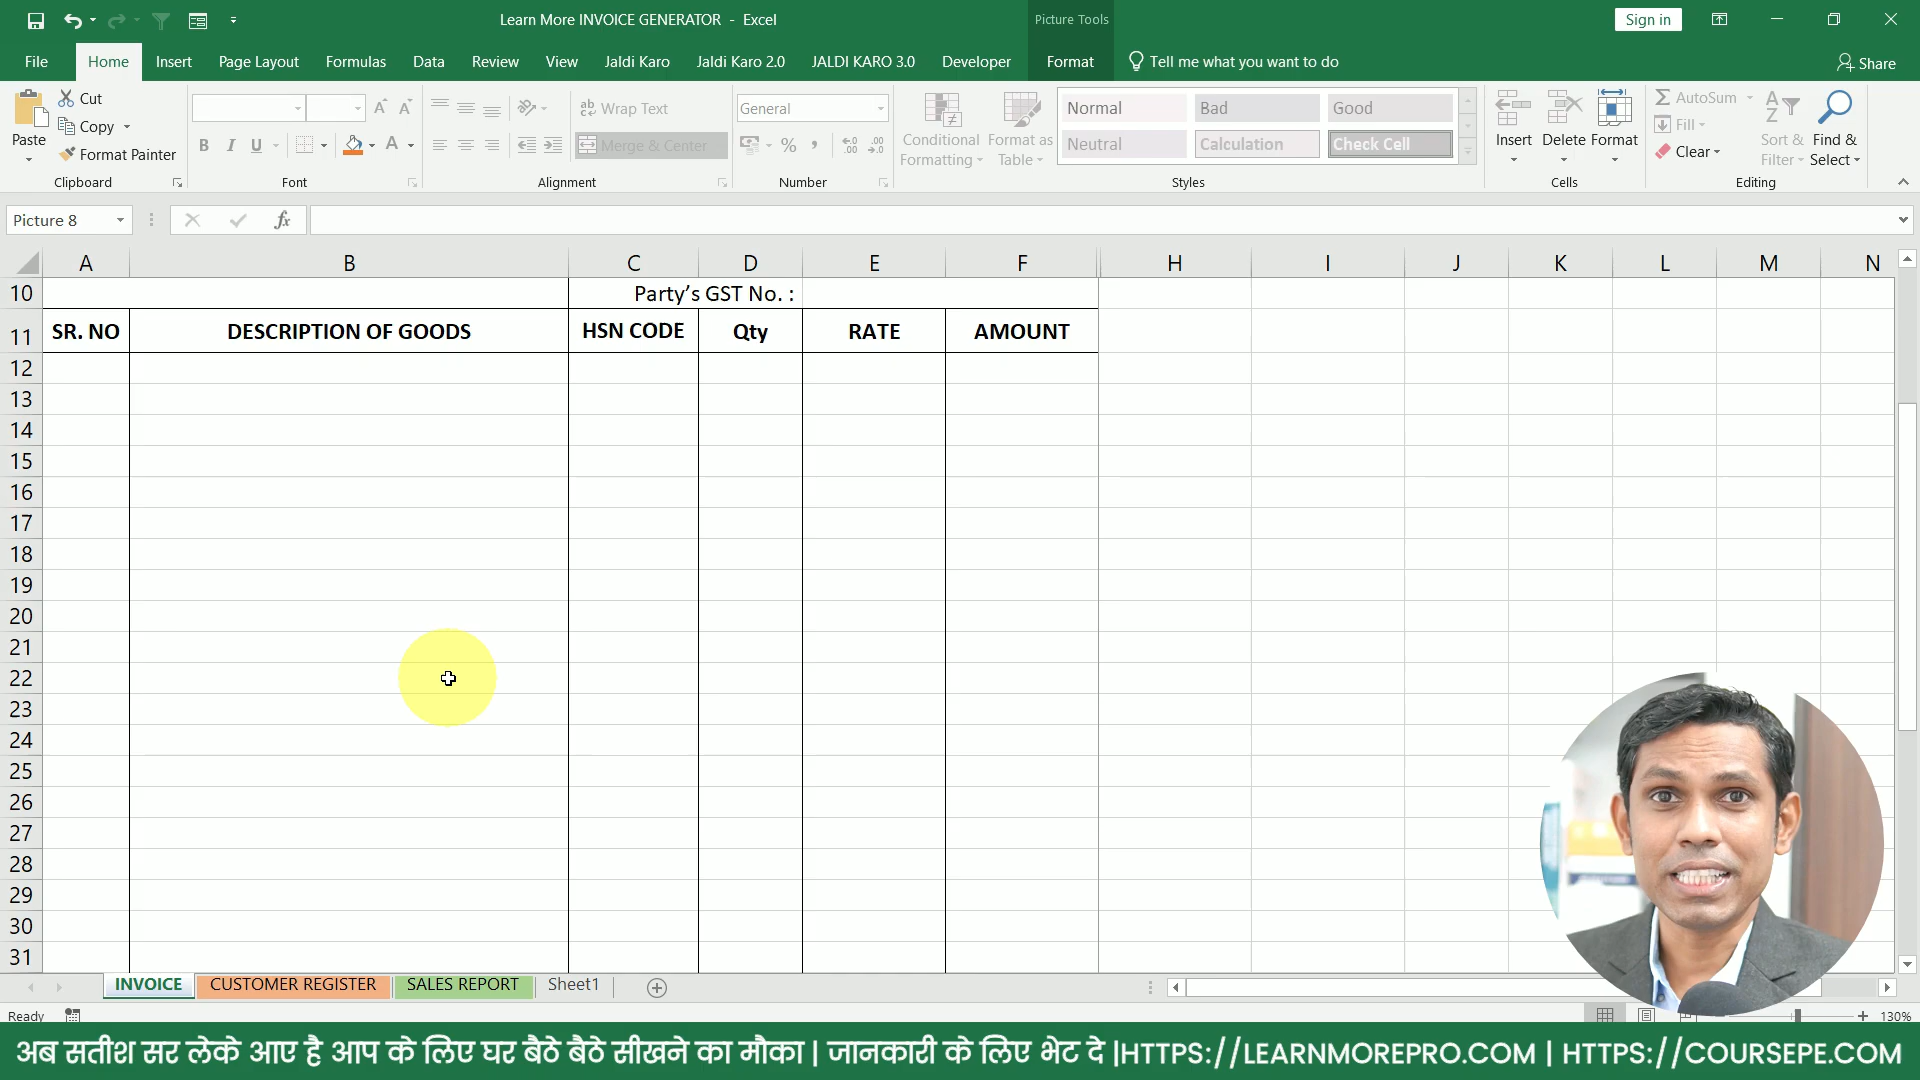 Learn More INVOICE GENERATOR - Excel
Picture Tools
Sign in
File Home Insert Page Layout Formulas Data Review View Jaldi Karo Jaldi Karo 2.0 JALDI KARO 3.0 Developer Format Tell me what you want to do Share
Paste
Cut
Copy
Format Painter
Clipboard
B I U A
Font
Wrap Text
Merge & Center
Alignment
General
%
Number
Conditional Formatting
Format as Table
Normal Bad Good
Neutral Calculation Check Cell
Styles
Insert Delete Format
Cells
AutoSum
Fill
Clear
Sort & Filter
Find & Select
Editing
Picture 8 fx
A B C D E F H I J K L M N
10 Party’s GST No. :
11 SR. NO DESCRIPTION OF GOODS HSN CODE Qty RATE AMOUNT
12
13
14
15
16
17
18
19
20
21
22
23
24
25
26
27
28
29
30
31
INVOICE CUSTOMER REGISTER SALES REPORT Sheet1
Ready 130%
अब सतीश सर लेके आए है आप के लिए घर बैठे बैठे सीखने का मौका | जानकारी के लिए भेट दे |HTTPS://LEARNMOREPRO.COM | HTTPS://COURSEPE.COM